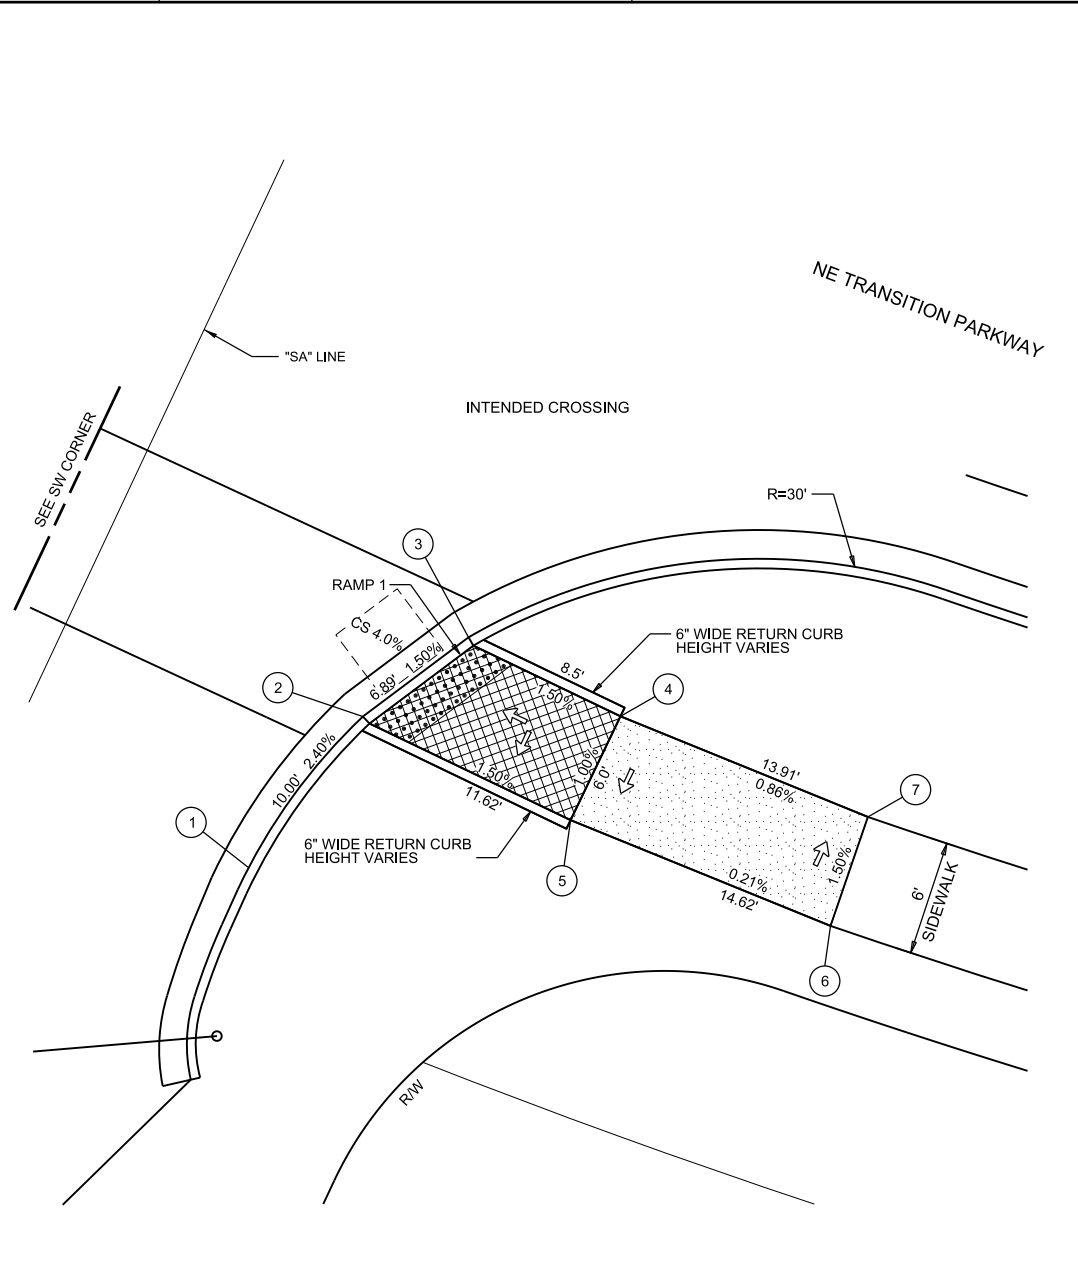 NE TRANSITION PARKWAY
"SA" LINE
INTENDED CROSSING
SEE SW CORNER
R=30'
3
RAMP 1
CS 4.0%
6" WIDE RETURN CURB
HEIGHT VARIES
8.5'
1.50%
6.89'
1.50%
2
4
2.40%
10.00'
1.00%
6.0'
13.91'
0.86%
7
1.50%
11.62'
1
6" WIDE RETURN CURB
HEIGHT VARIES
5
0.21%
14.62'
1.50%
6'
SIDEWALK
6
R/W